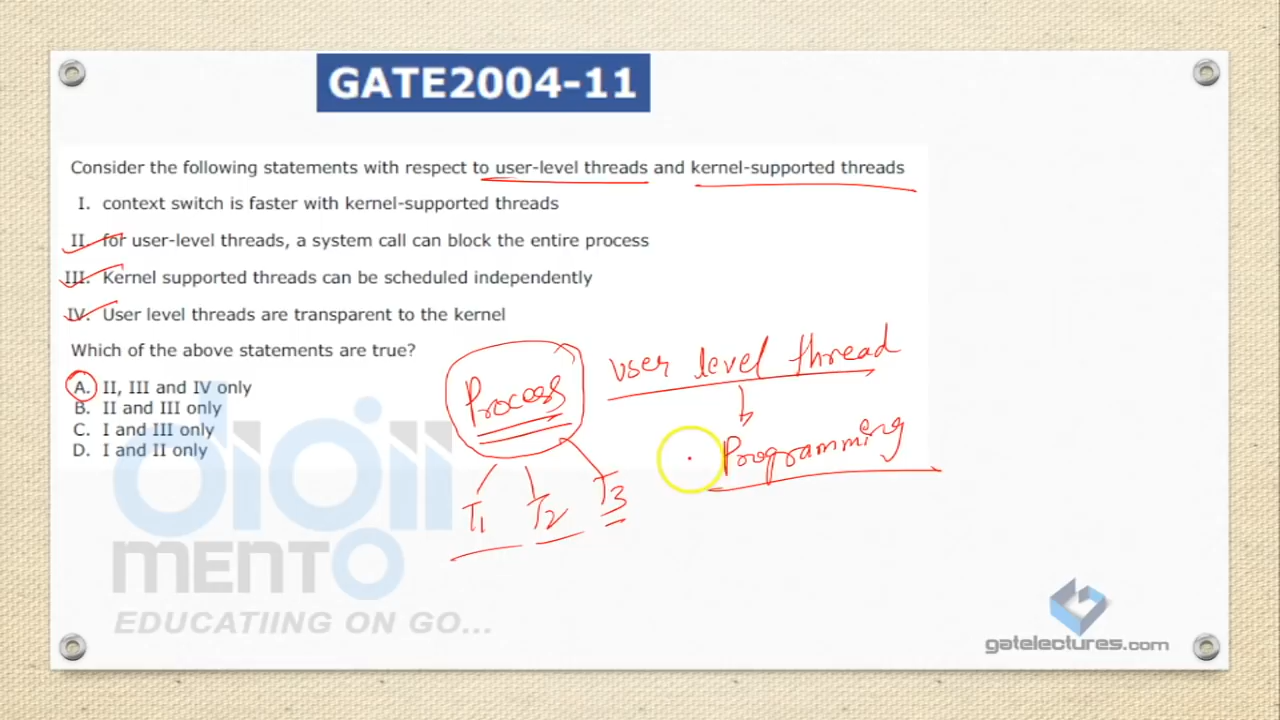 GATE2004-11
Consider the following statements with respect to user-level threads and kernel-supported threads
I. context switch is faster with kernel-supported threads
II. for user-level threads, a system call can block the entire process
III. Kernel supported threads can be scheduled independently
IV. User level threads are transparent to the kernel
Which of the above statements are true?
A. II, III and IV only
B. II and III only
C. I and III only
D. I and II only
Process
T1 T2 T3
user level thread
Programming
digii
MENTO
EDUCATIING ON GO...
gatelectures.com